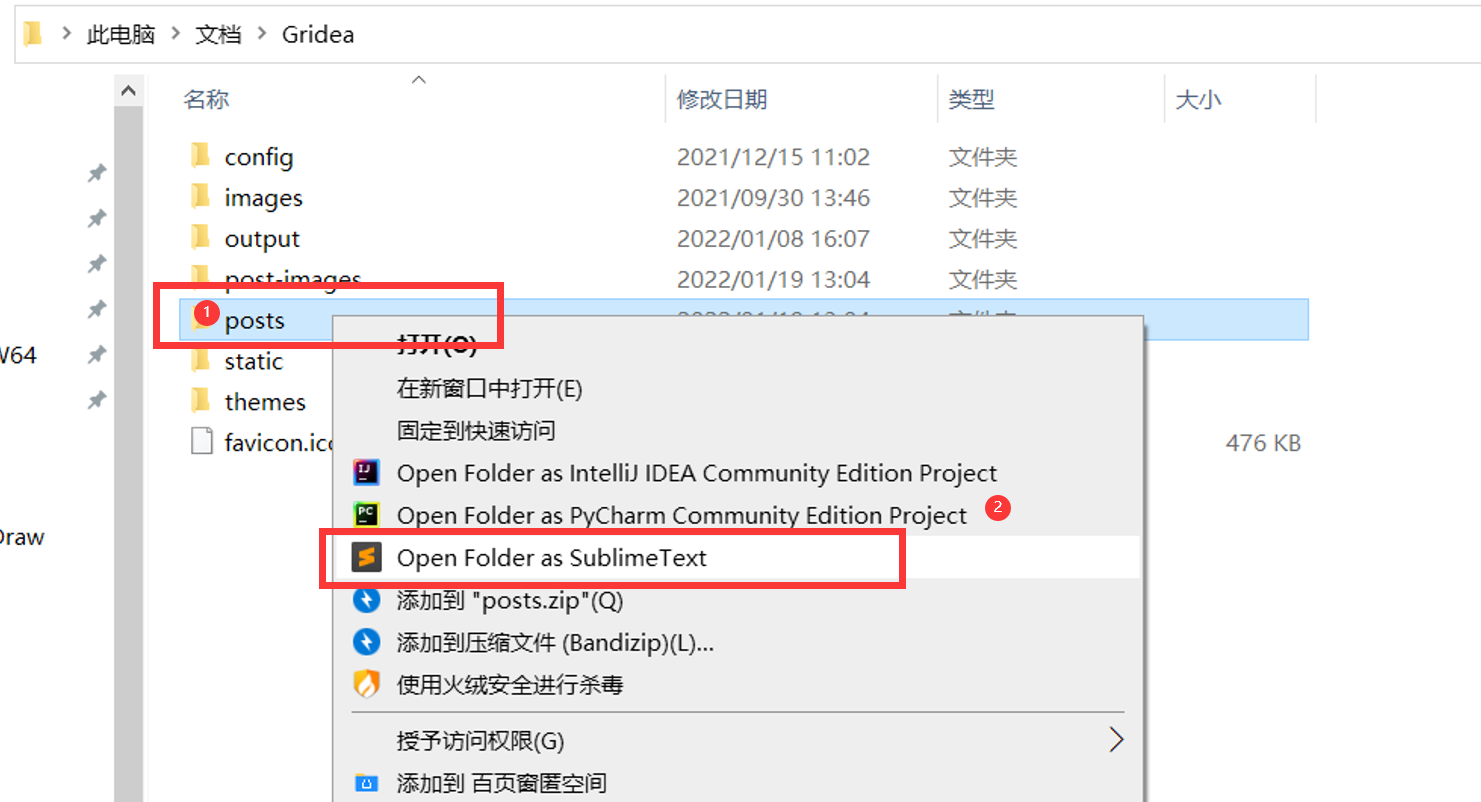 此电脑 > 文档 > Gridea
名称 修改日期 类型 大小
config 2021/12/15 11:02 文件夹
images 2021/09/30 13:46 文件夹
output 2022/01/08 16:07 文件夹
post-images 2022/01/19 13:04 文件夹
1 posts
static
themes
favicon.ico 476 KB
W64
Draw
打开(O)
在新窗口中打开(E)
固定到快速访问
Open Folder as IntelliJ IDEA Community Edition Project
Open Folder as PyCharm Community Edition Project 2
Open Folder as SublimeText
添加到 "posts.zip"(Q)
添加到压缩文件 (Bandizip)(L)...
使用火绒安全进行杀毒
授予访问权限(G)
添加到 百页窗匿空间